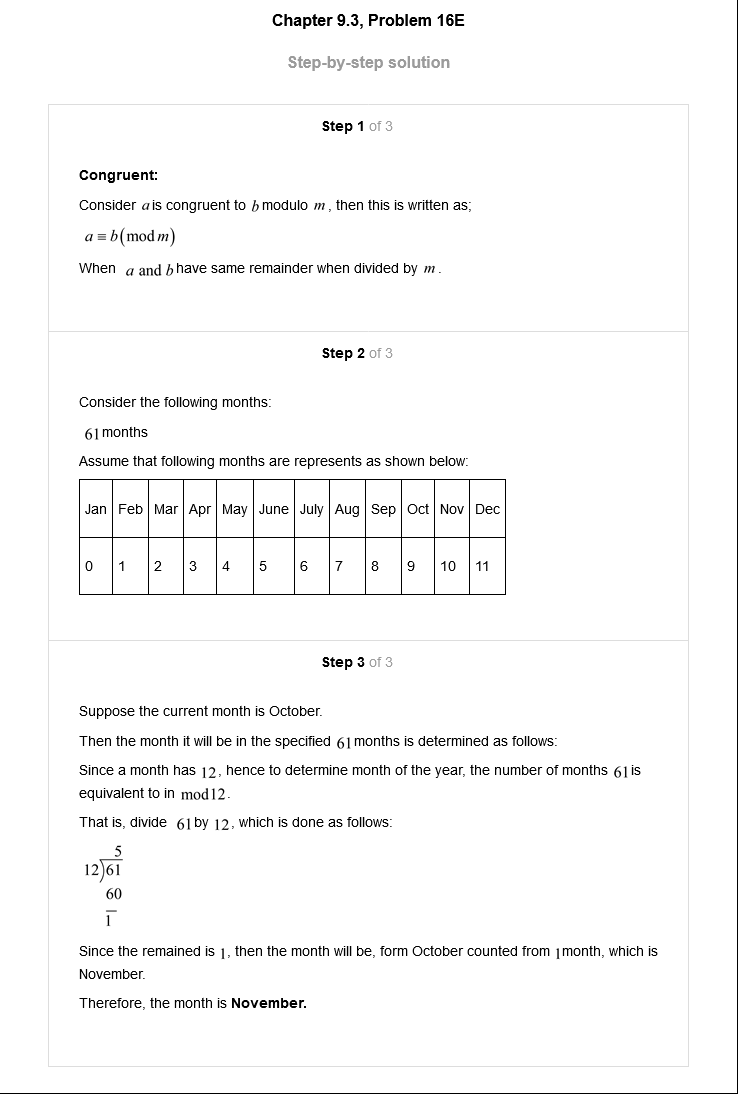 Chapter 9.3, Problem 16E
Step-by-step solution
Step 1 of 3
Congruent:
Consider a is congruent to b modulo m, then this is written as;
a ≡ b(mod m)
When a and b have same remainder when divided by m.
Step 2 of 3
Consider the following months:
61 months
Assume that following months are represents as shown below:
Jan Feb Mar Apr May June July Aug Sep Oct Nov Dec
0 1 2 3 4 5 6 7 8 9 10 11
Step 3 of 3
Suppose the current month is October.
Then the month it will be in the specified 61 months is determined as follows:
Since a month has 12, hence to determine month of the year, the number of months 61 is
equivalent to in mod 12.
That is, divide 61 by 12, which is done as follows:
5
12)61
60
1
Since the remained is 1, then the month will be, form October counted from 1 month, which is
November.
Therefore, the month is November.